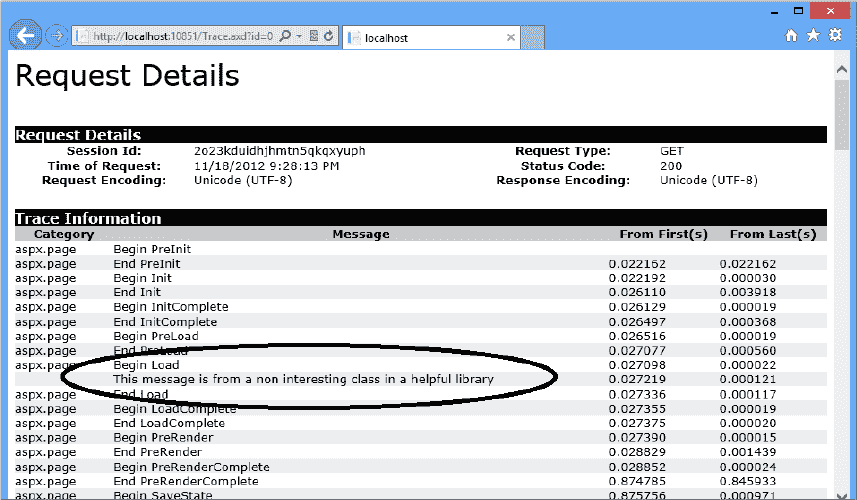 http://localhost:10851/Trace.axd?id=0
localhost
Request Details
Request Details
Session Id: 2o23kduidhjhmtn5qkqxyuph Request Type: GET
Time of Request: 11/18/2012 9:28:13 PM Status Code: 200
Request Encoding: Unicode (UTF-8) Response Encoding: Unicode (UTF-8)
Trace Information
Category Message From First(s) From Last(s)
aspx.page Begin PreInit
aspx.page End PreInit 0.022162 0.022162
aspx.page Begin Init 0.022192 0.000030
aspx.page End Init 0.026110 0.003918
aspx.page Begin InitComplete 0.026129 0.000019
aspx.page End InitComplete 0.026497 0.000368
aspx.page Begin PreLoad 0.026516 0.000019
aspx.page End PreLoad 0.027077 0.000560
aspx.page Begin Load 0.027098 0.000022
This message is from a non interesting class in a helpful library 0.027219 0.000121
aspx.page End Load 0.027336 0.000117
aspx.page Begin LoadComplete 0.027355 0.000019
aspx.page End LoadComplete 0.027375 0.000020
aspx.page Begin PreRender 0.027390 0.000015
aspx.page End PreRender 0.028829 0.001439
aspx.page Begin PreRenderComplete 0.028852 0.000024
aspx.page End PreRenderComplete 0.874785 0.845933
aspx.page Begin SaveState 0.875756 0.000971